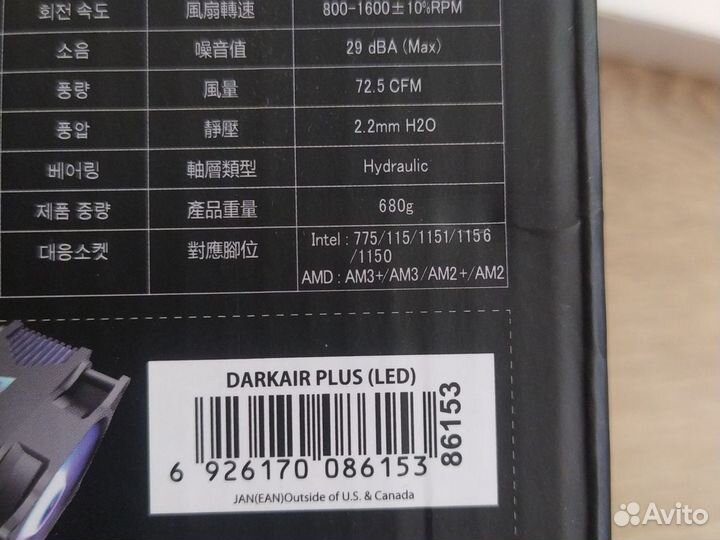 회전 속도 風扇轉速 800-1600±10%RPM
소음 噪音值 29 dBA (Max)
풍량 風量 72.5 CFM
풍압 靜壓 2.2mm H2O
베어링 軸層類型 Hydraulic
제품 중량 產品重量 680g
대응소켓 對應腳位 Intel : 775/115/1151/1156
/1150
AMD : AM3+/AM3/AM2+/AM2
DARKAIR PLUS (LED)
86153
6 926170 086153
JAN(EAN)Outside of U.S. & Canada
Avito